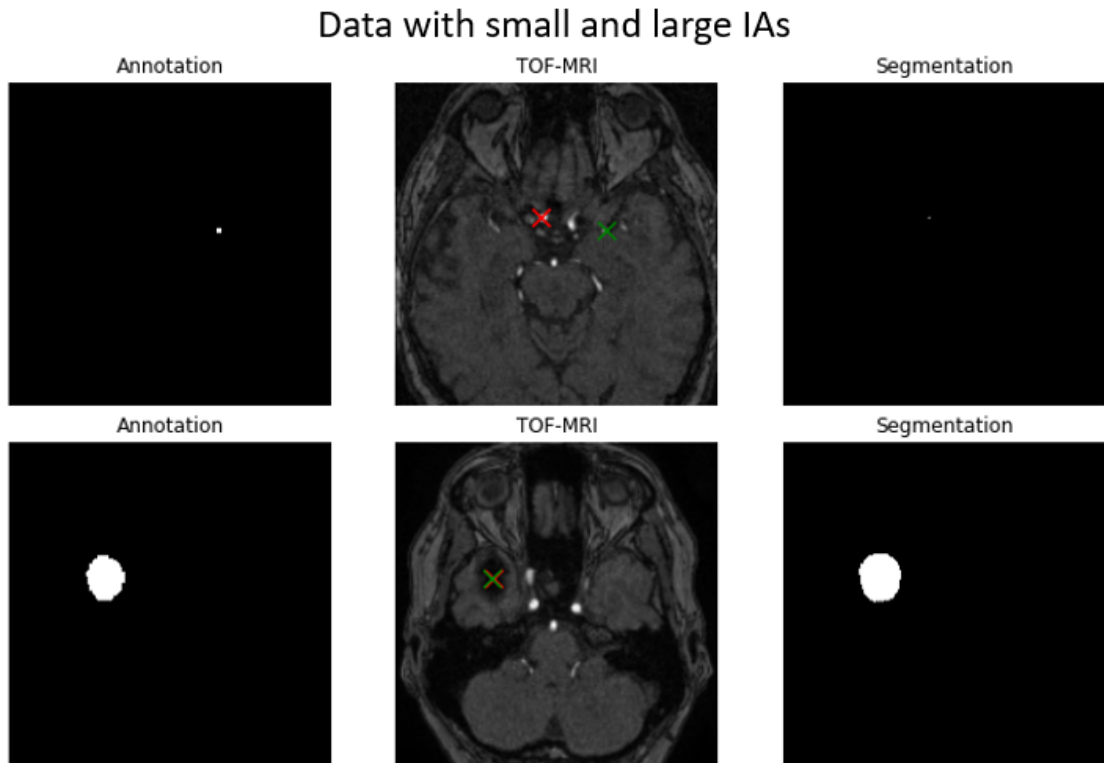 Data with small and large IAs
Annotation TOF-MRI Segmentation
Annotation TOF-MRI Segmentation